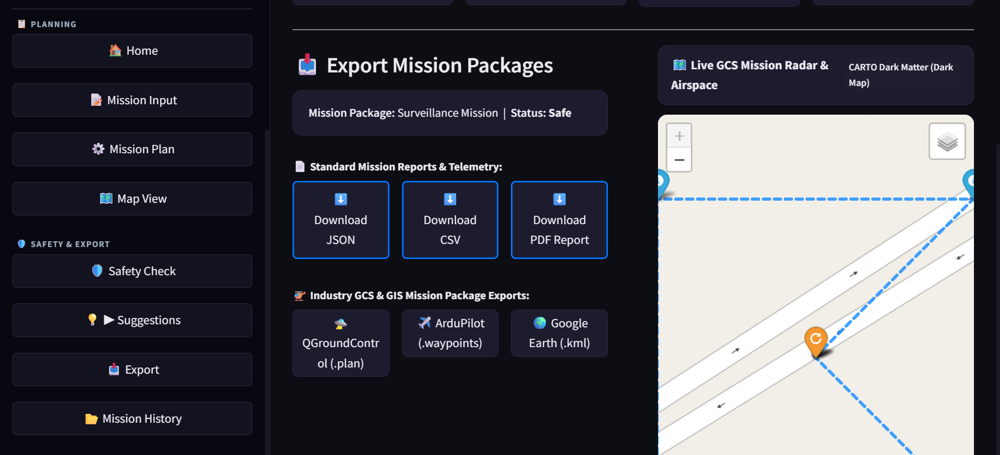 PLANNING
Home
Mission Input
Mission Plan
Map View
SAFETY & EXPORT
Safety Check
▶ Suggestions
Export
Mission History
Export Mission Packages
Mission Package: Surveillance Mission | Status: Safe
Standard Mission Reports & Telemetry:
Download
JSON
Download
CSV
Download
PDF Report
Industry GCS & GIS Mission Package Exports:
QGroundContr
ol (.plan)
ArduPilot
(.waypoints)
Google
Earth (.kml)
Live GCS Mission Radar &
Airspace
CARTO Dark Matter (Dark
Map)
+
−